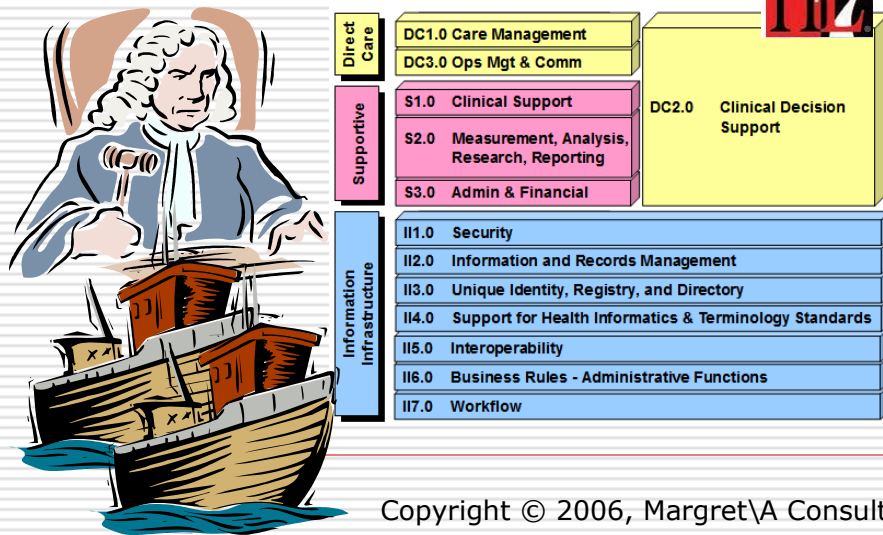 Direct
Care
DC1.0 Care Management
DC3.0 Ops Mgt & Comm
DC2.0 Clinical Decision
Support
Supportive
S1.0 Clinical Support
S2.0 Measurement, Analysis,
Research, Reporting
S3.0 Admin & Financial
Information
Infrastructure
II1.0 Security
II2.0 Information and Records Management
II3.0 Unique Identity, Registry, and Directory
II4.0 Support for Health Informatics & Terminology Standards
II5.0 Interoperability
II6.0 Business Rules - Administrative Functions
II7.0 Workflow
Copyright © 2006, Margret\A Consult